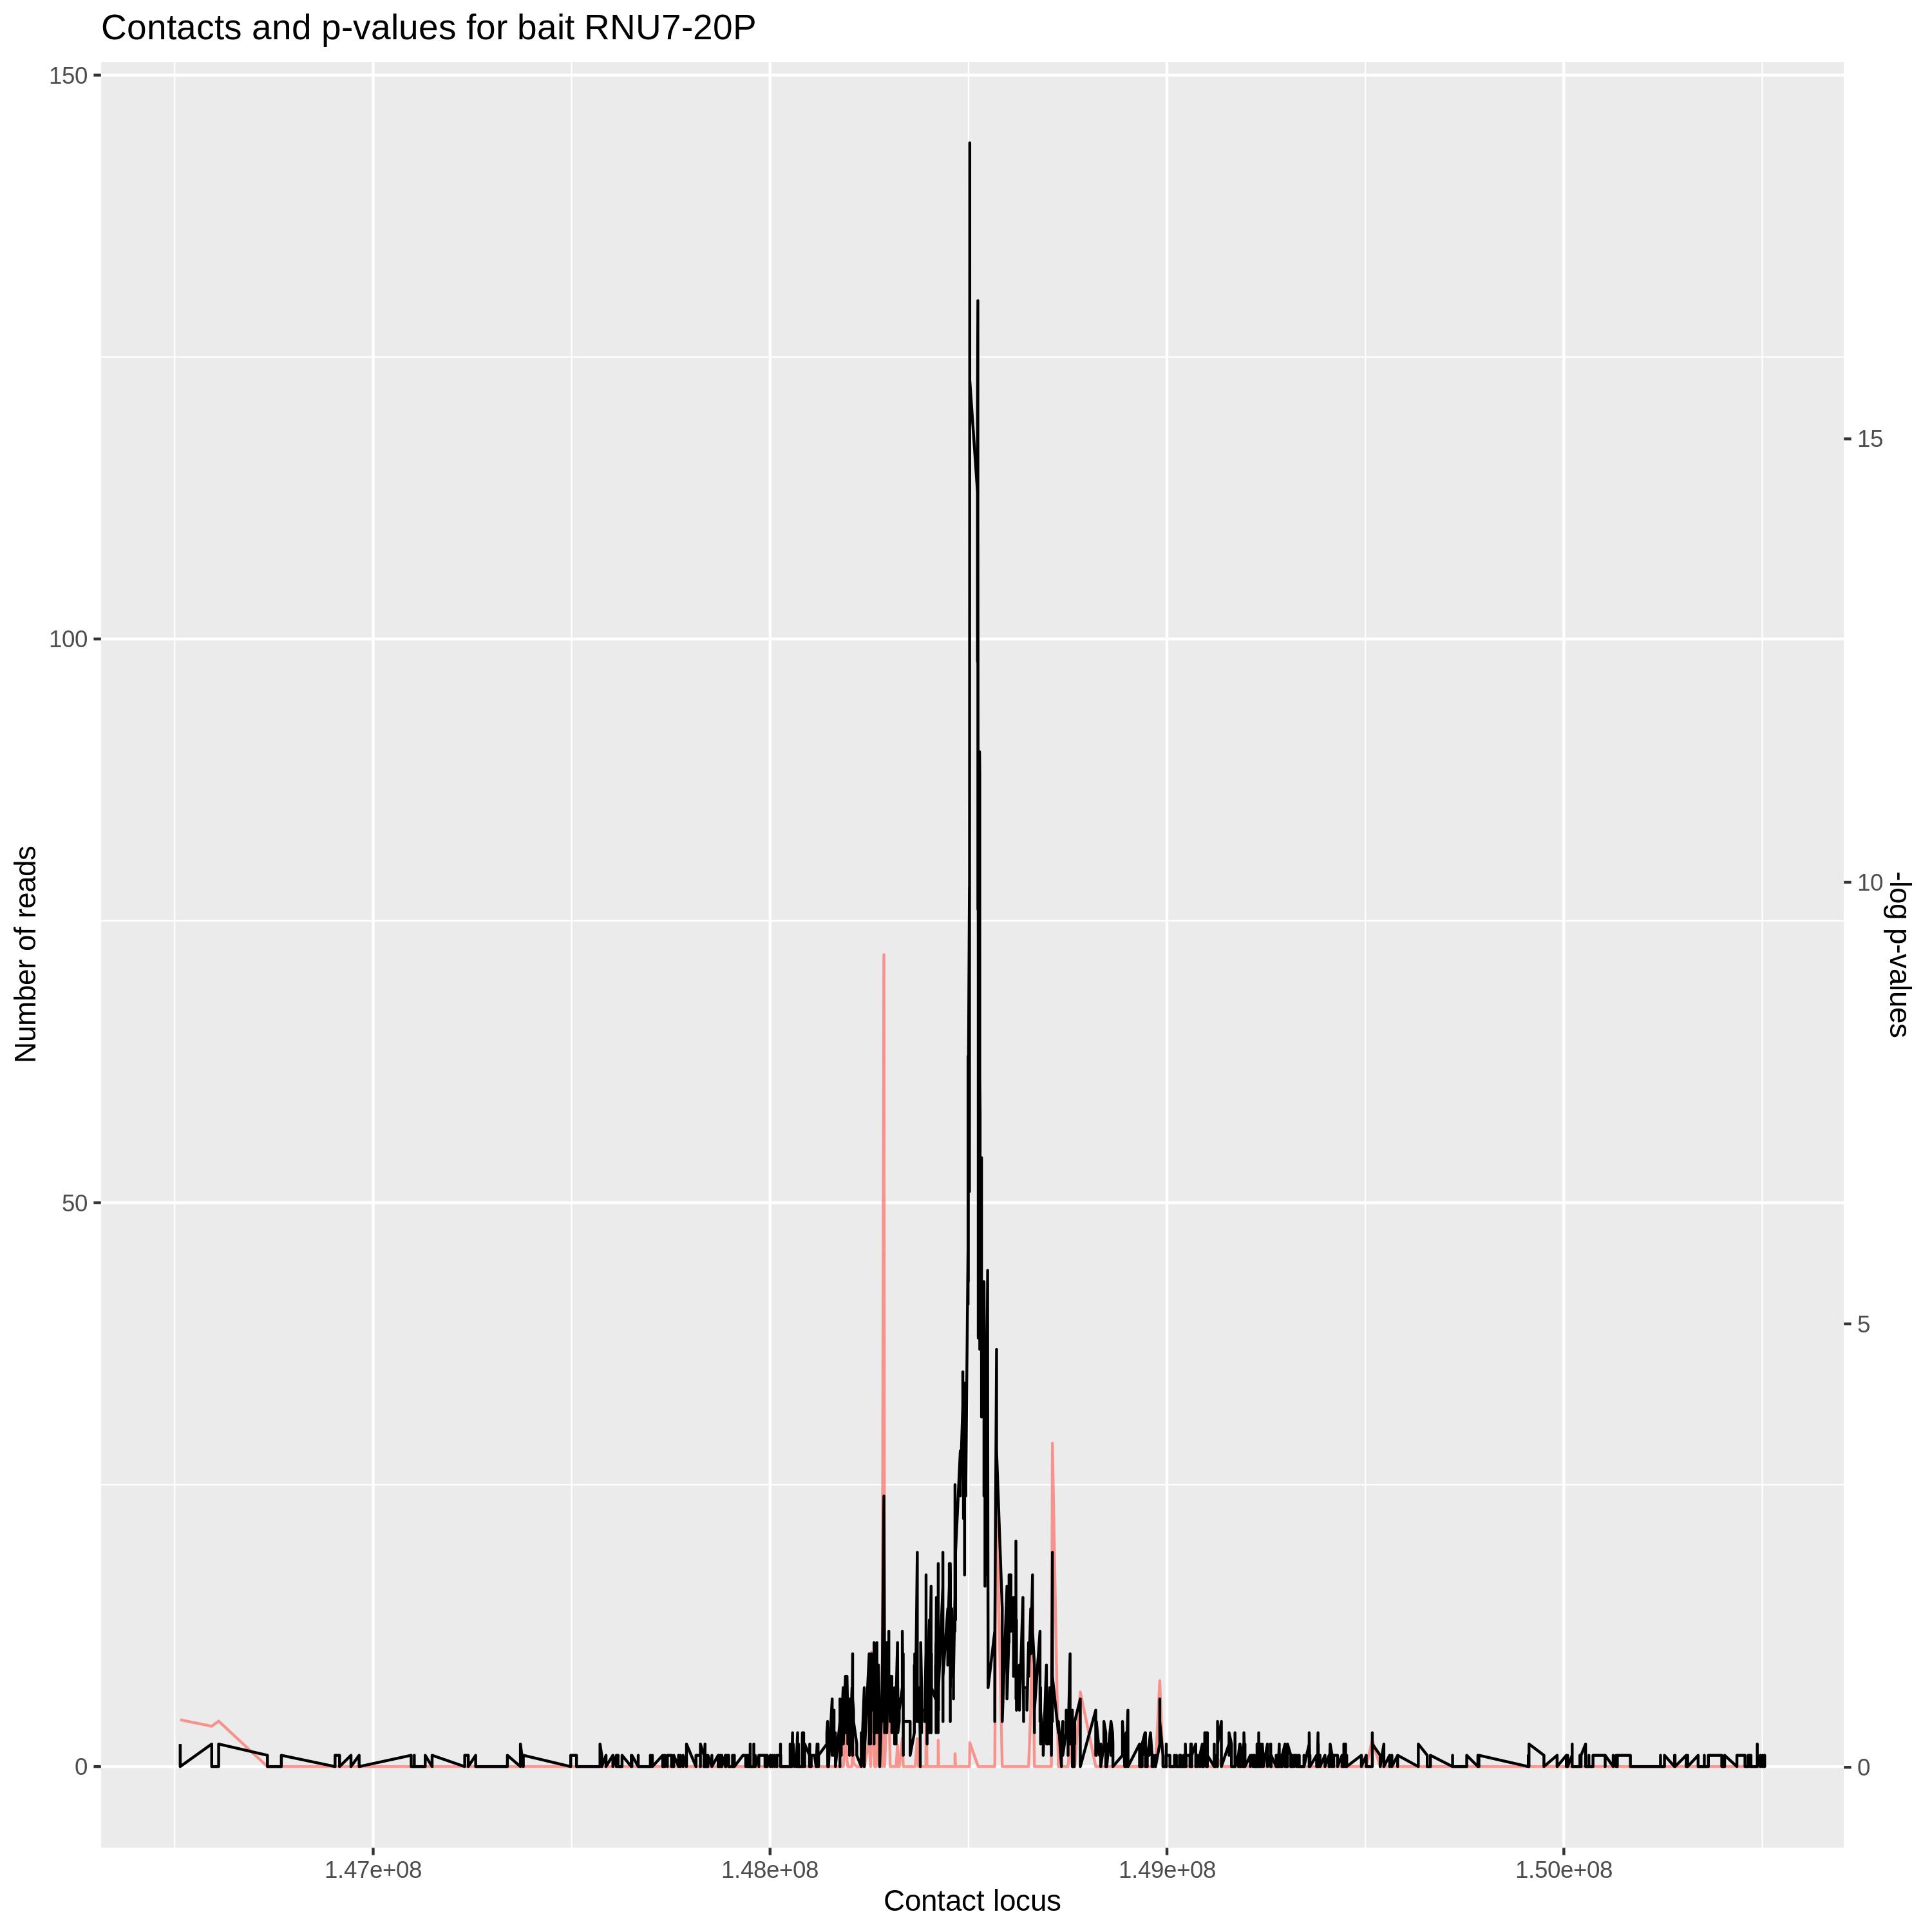 Contacts and p-values for bait RNU7-20P
150
100
50
0
Number of reads
15
10
5
0
-log p-values
1.47e+08
1.48e+08
1.49e+08
1.50e+08
Contact locus